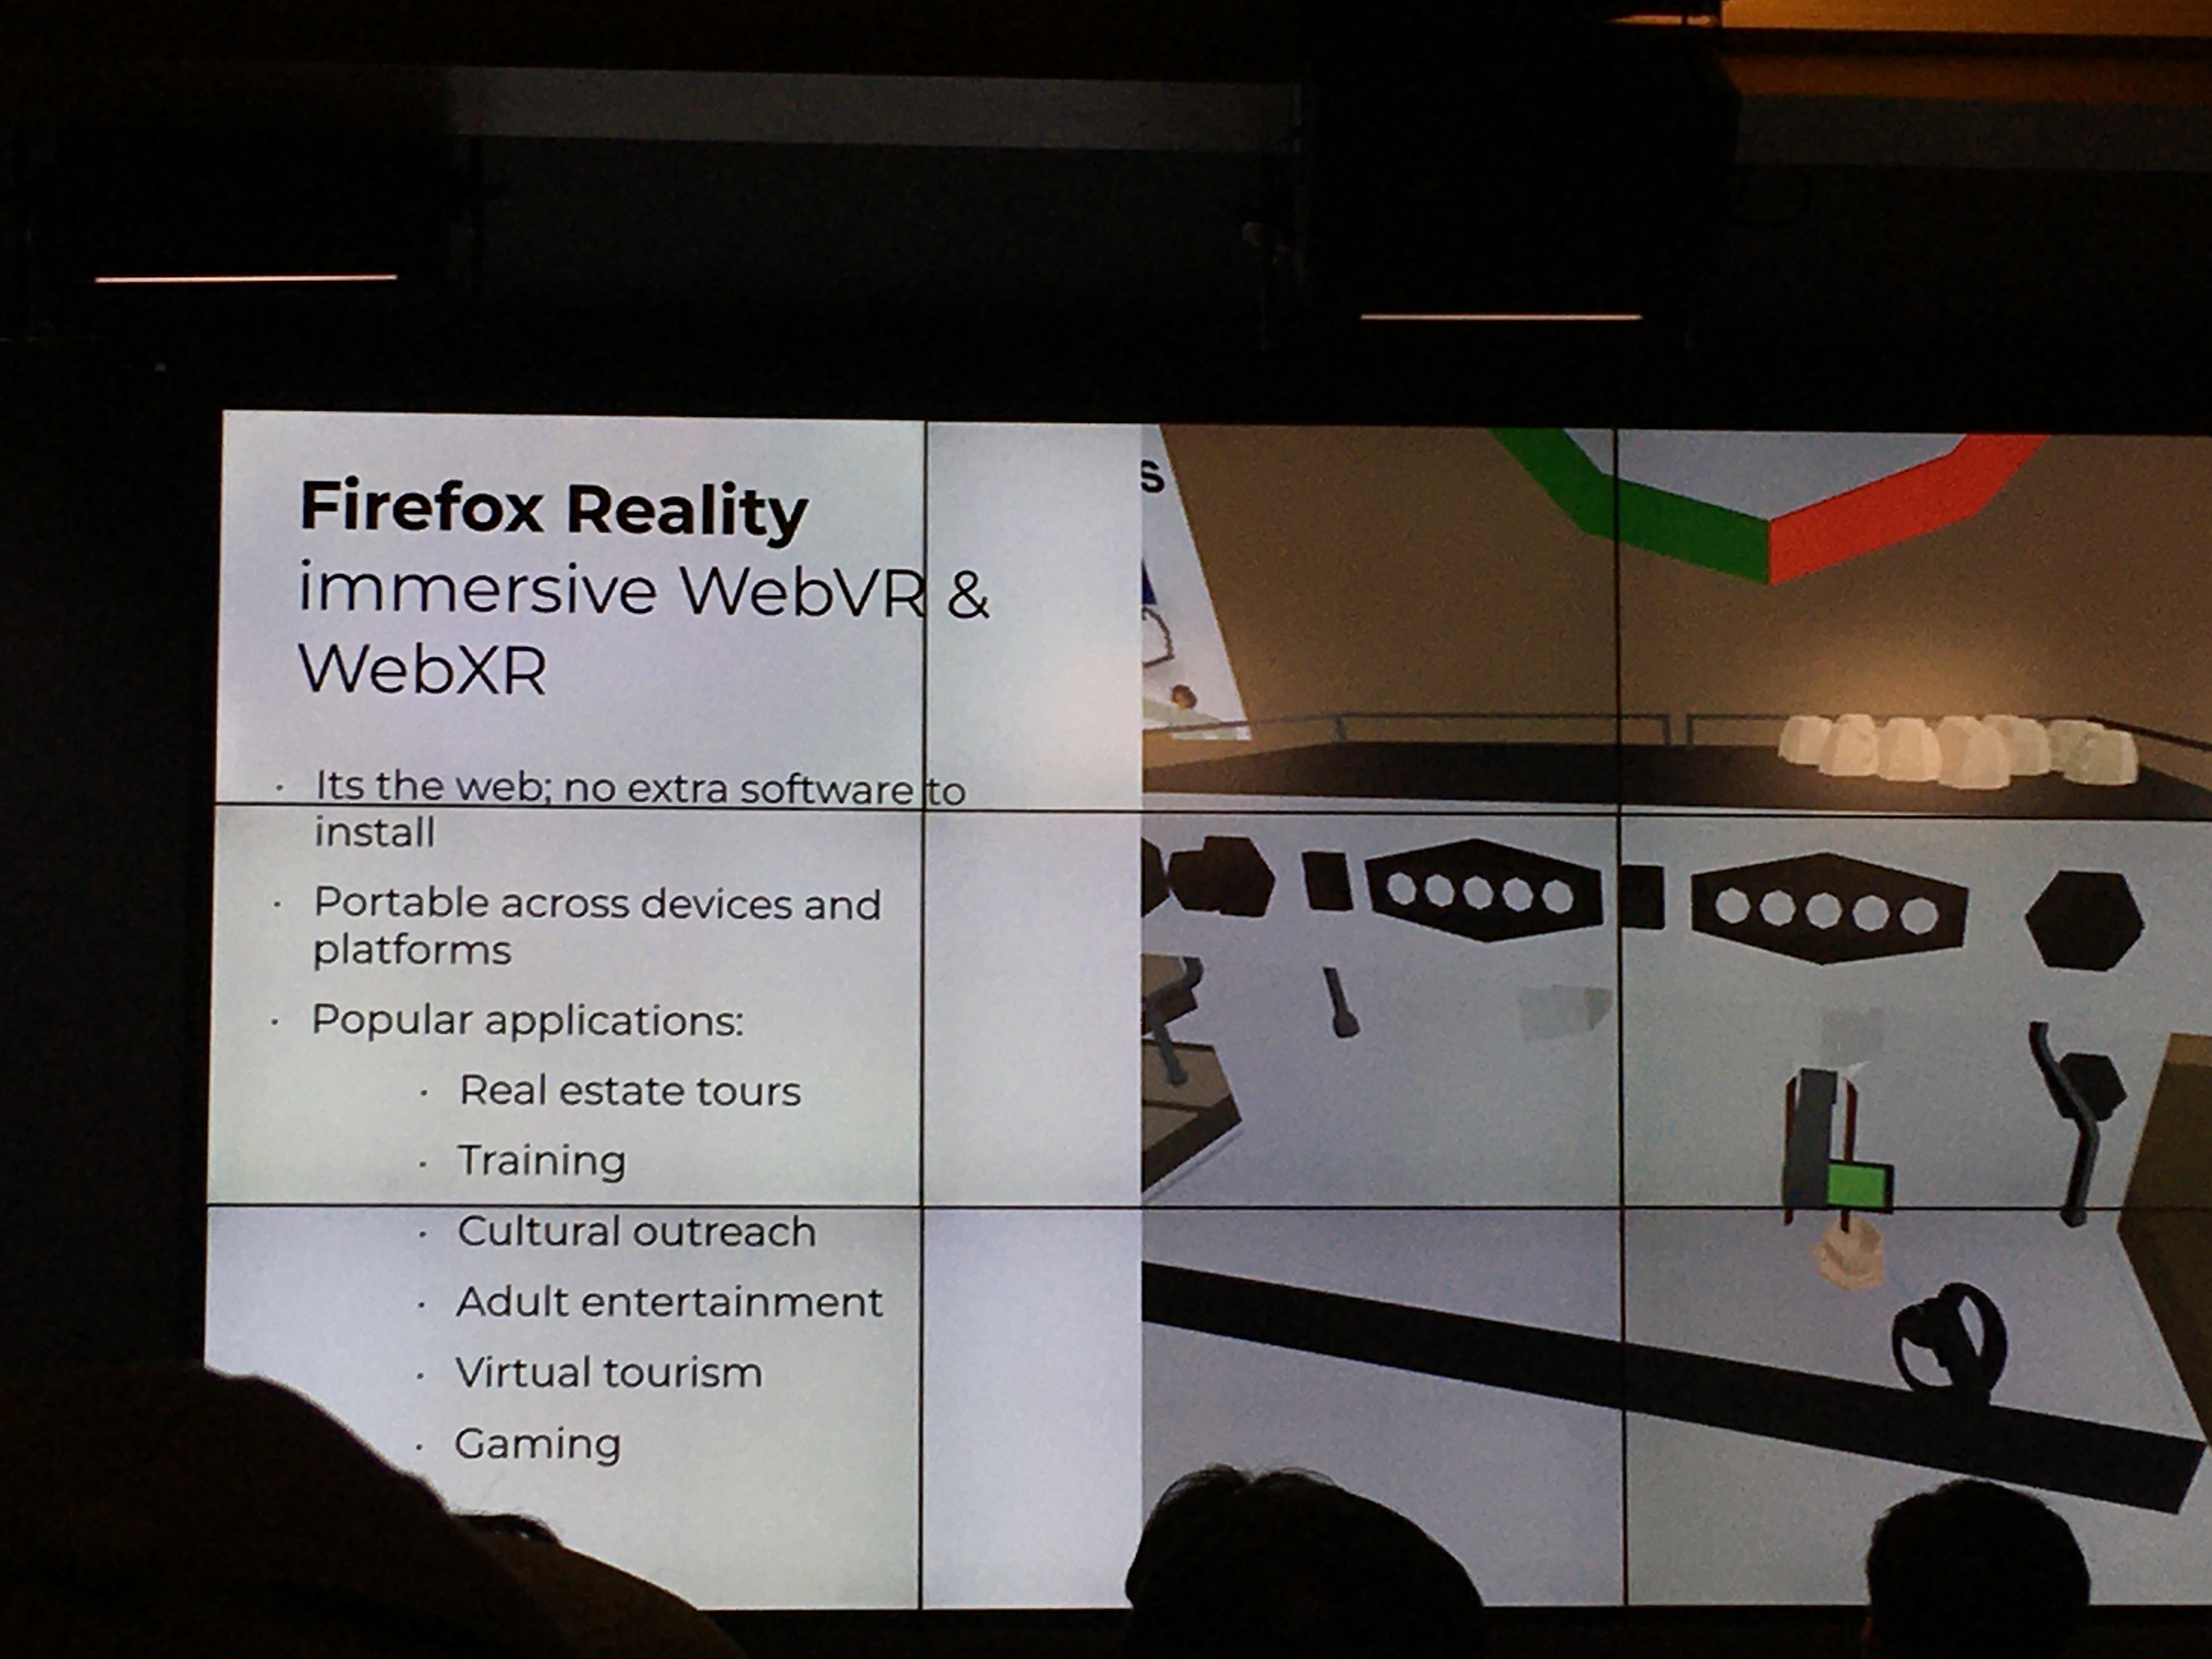 Firefox Reality
immersive WebVR &
WebXR
· Its the web; no extra software to
install
· Portable across devices and
platforms
· Popular applications:
· Real estate tours
· Training
· Cultural outreach
· Adult entertainment
· Virtual tourism
· Gaming
s